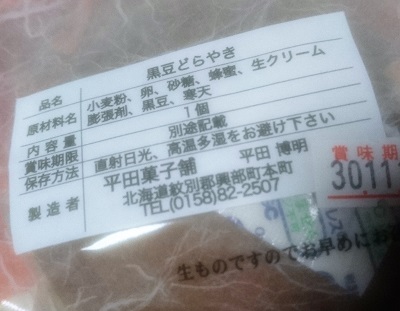 品名 黒豆どらやき
原材料名 小麦粉、卵、砂糖、蜂蜜、生クリーム
膨張剤、黒豆、寒天
内容量 1個
賞味期限 別途記載
保存方法 直射日光、高温多湿をお避け下さい
製造者 平田菓子舗 平田 博明
北海道紋別郡興部町本町
TEL(0158)82-2507
賞味期
30.11
生ものですのでお早めにお